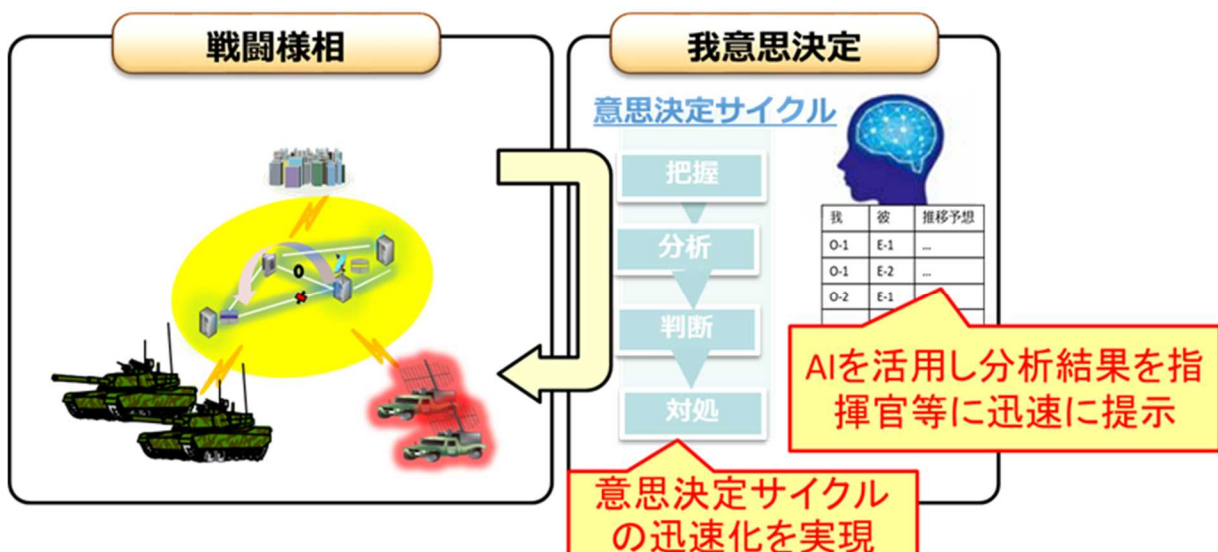 戦闘様相
我意思決定
意思決定サイクル
把握
分析
判断
対処
我 彼 推移予想
O-1 E-1 ...
O-1 E-2 ...
O-2 E-1
AIを活用し分析結果を指
揮官等に迅速に提示
意思決定サイクル
の迅速化を実現